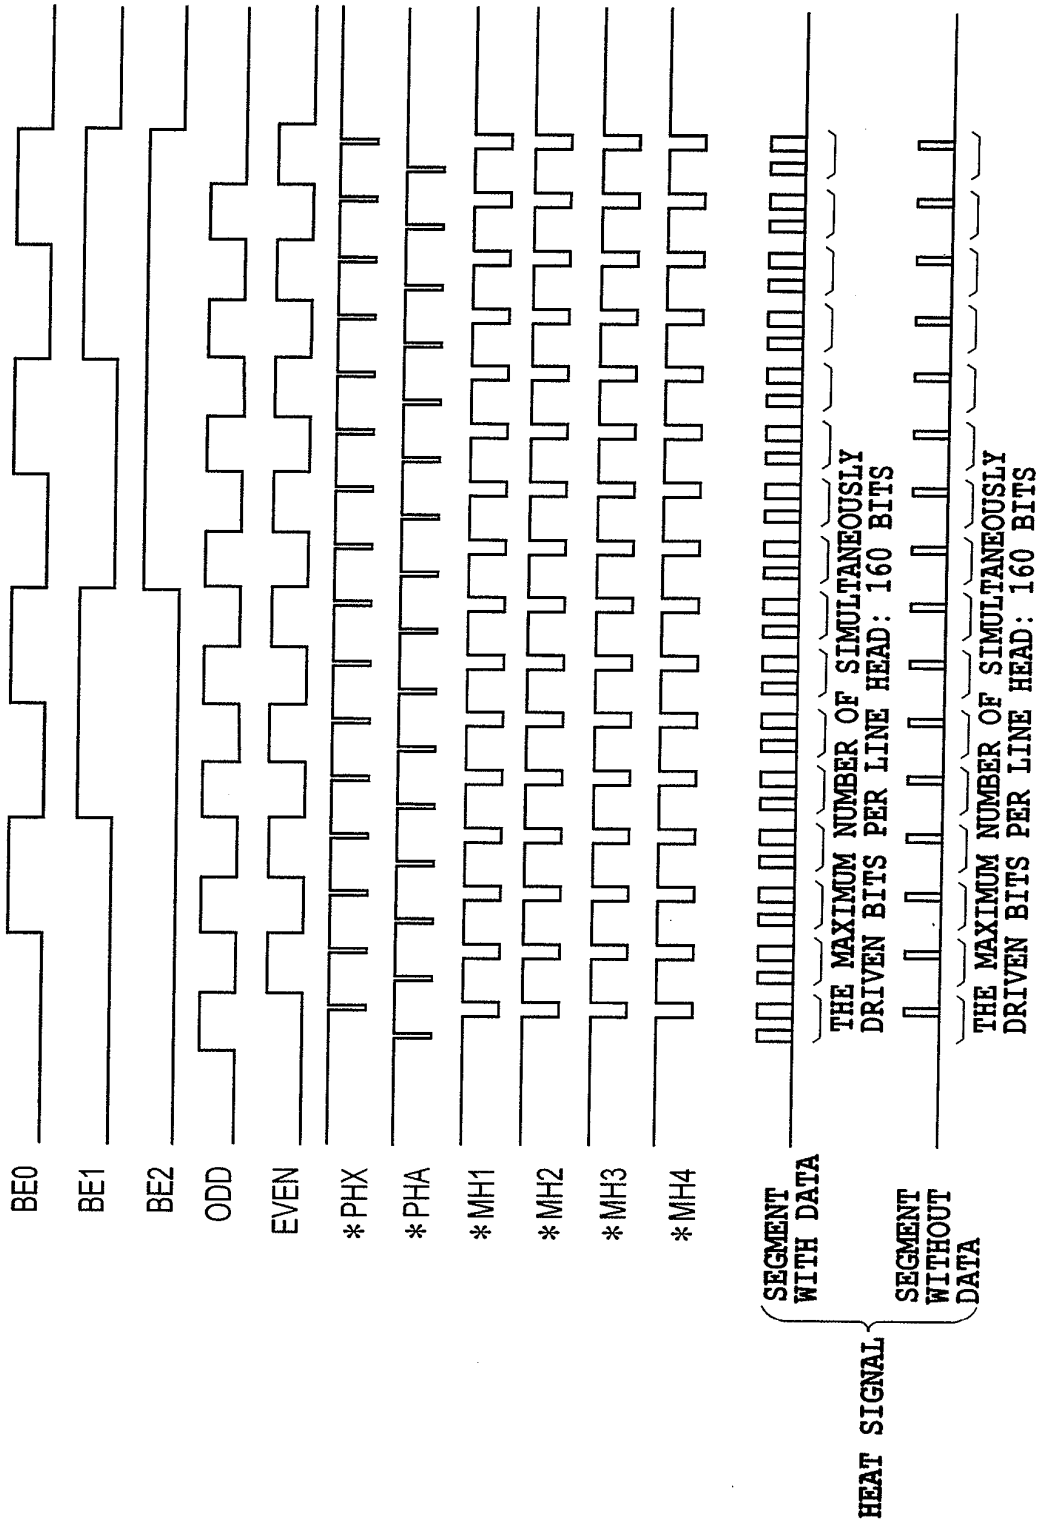 BE0
BE1
BE2
ODD
EVEN
*PHX
*PHA
*MH1
*MH2
*MH3
*MH4
HEAT SIGNAL
SEGMENT
WITH DATA
THE MAXIMUM NUMBER OF SIMULTANEOUSLY
DRIVEN BITS PER LINE HEAD: 160 BITS
SEGMENT
WITHOUT
DATA
THE MAXIMUM NUMBER OF SIMULTANEOUSLY
DRIVEN BITS PER LINE HEAD: 160 BITS